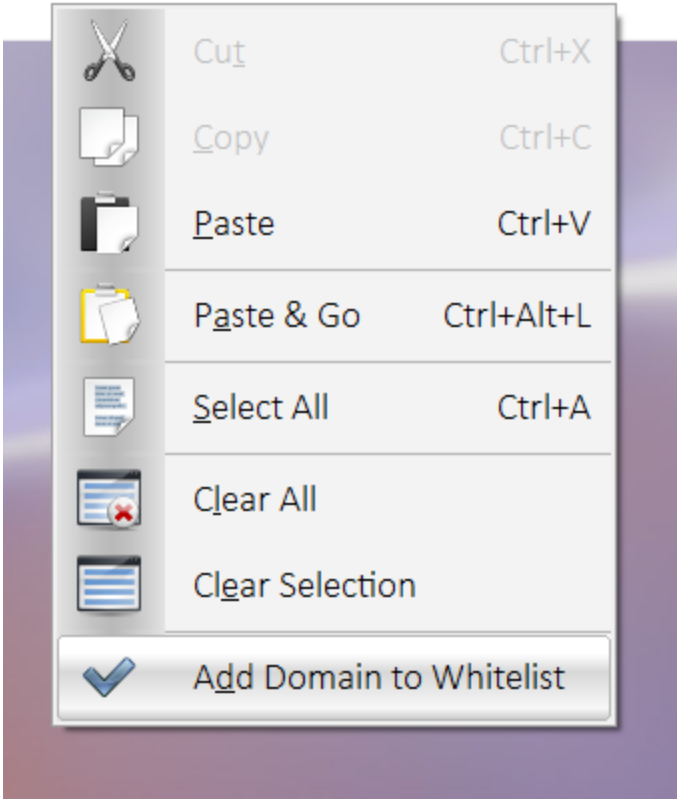 Cut Ctrl+X
Copy Ctrl+C
Paste Ctrl+V
Paste & Go Ctrl+Alt+L
Select All Ctrl+A
Clear All
Clear Selection
Add Domain to Whitelist